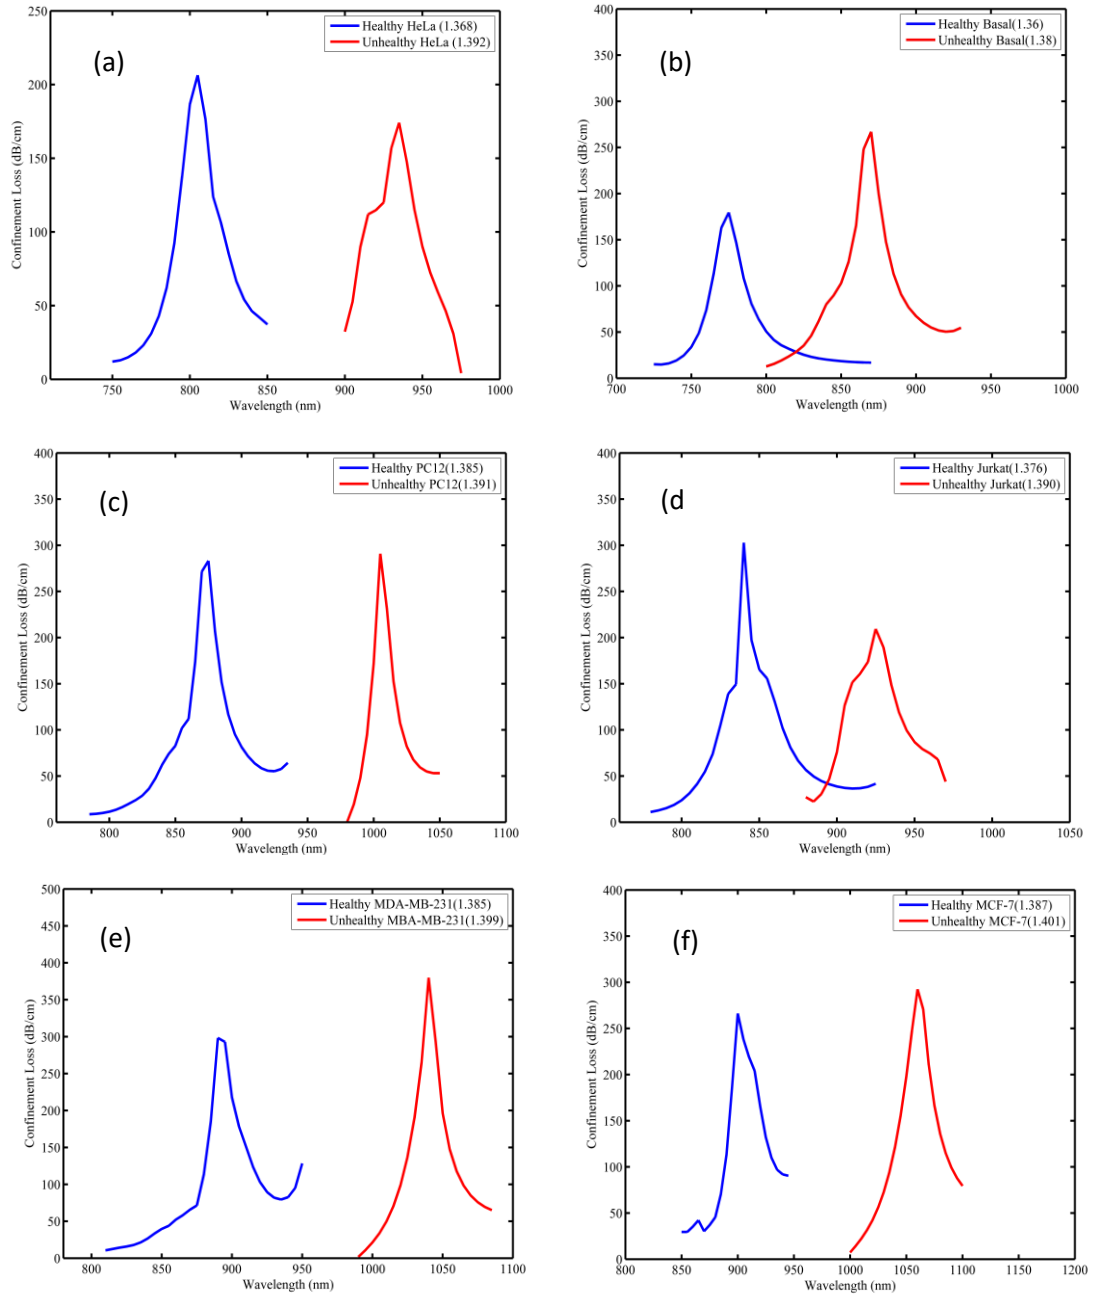 Healthy HeLa (1.368)
Unhealthy HeLa (1.392)
(a)
Confinement Loss (dB/cm)
250
200
150
100
50
0
750 800 850 900 950 1000
Wavelength (nm)
Healthy Basal(1.36)
Unhealthy Basal(1.38)
(b)
Confinement Loss (dB/cm)
400
350
300
250
200
150
100
50
0
700 750 800 850 900 950 1000
Wavelength (nm)
Healthy PC12(1.385)
Unhealthy PC12(1.391)
(c)
Confinement Loss (dB/cm)
400
350
300
250
200
150
100
50
0
800 850 900 950 1000 1050 1100
Wavelength (nm)
Healthy Jurkat(1.376)
Unhealthy Jurkat(1.390)
(d
Confinement Loss (dB/cm)
400
350
300
250
200
150
100
50
0
800 850 900 950 1000 1050
Wavelength (nm)
Healthy MDA-MB-231(1.385)
Unhealthy MBA-MB-231(1.399)
(e)
Confinement Loss (dB/cm)
500
450
400
350
300
250
200
150
100
50
0
800 850 900 950 1000 1050 1100
Wavelength (nm)
Healthy MCF-7(1.387)
Unhealthy MCF-7(1.401)
(f)
Confinement Loss (dB/cm)
400
350
300
250
200
150
100
50
0
800 850 900 950 1000 1050 1100 1150 1200
Wavelength (nm)